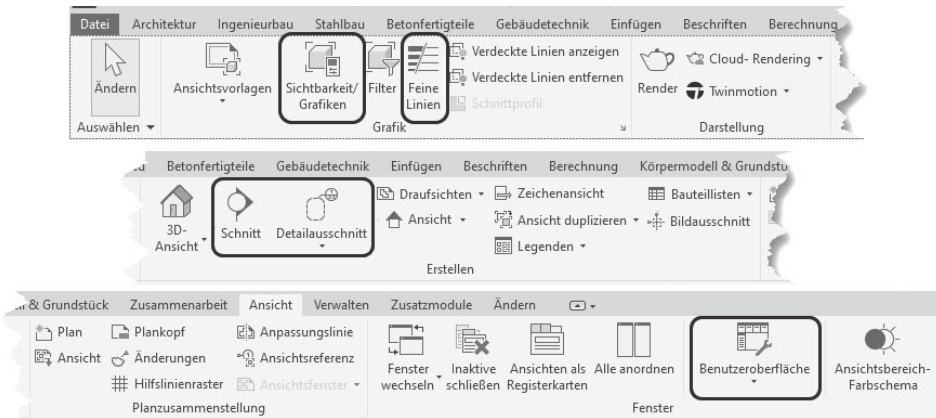 Datei Architektur Ingenieurbau Stahlbau Betonfertigteile Gebäudetechnik Einfügen Beschriften Berechnung
Ändern
Ansichtsvorlagen
Sichtbarkeit/
Grafiken
Filter
Feine
Linien
Verdeckte Linien anzeigen
Verdeckte Linien entfernen
Schnittprofil
Render
Cloud- Rendering
Twinmotion
Auswählen Grafik Darstellung
Betonfertigteile Gebäudetechnik Einfügen Beschriften Berechnung Körpermodell &
3D-
Ansicht
Schnitt
Detailausschnitt
Draufsichten
Ansicht
Zeichenansicht
Ansicht duplizieren
Legenden
Bauteillisten
Bildausschnitt
Erstellen
& Grundstück Zusammenarbeit Ansicht Verwalten Zusatzmodule Ändern
Plan
Ansicht
Plankopf
Änderungen
Hilfslinienraster
Anpassungslinie
Ansichtsreferenz
Ansichtsfenster
Fenster
wechseln
Inaktive
schließen
Ansichten als
Registerkarten
Alle anordnen
Benutzeroberfläche
Ansichtsbereich-
Farbschema
Planzusammenstellung Fenster